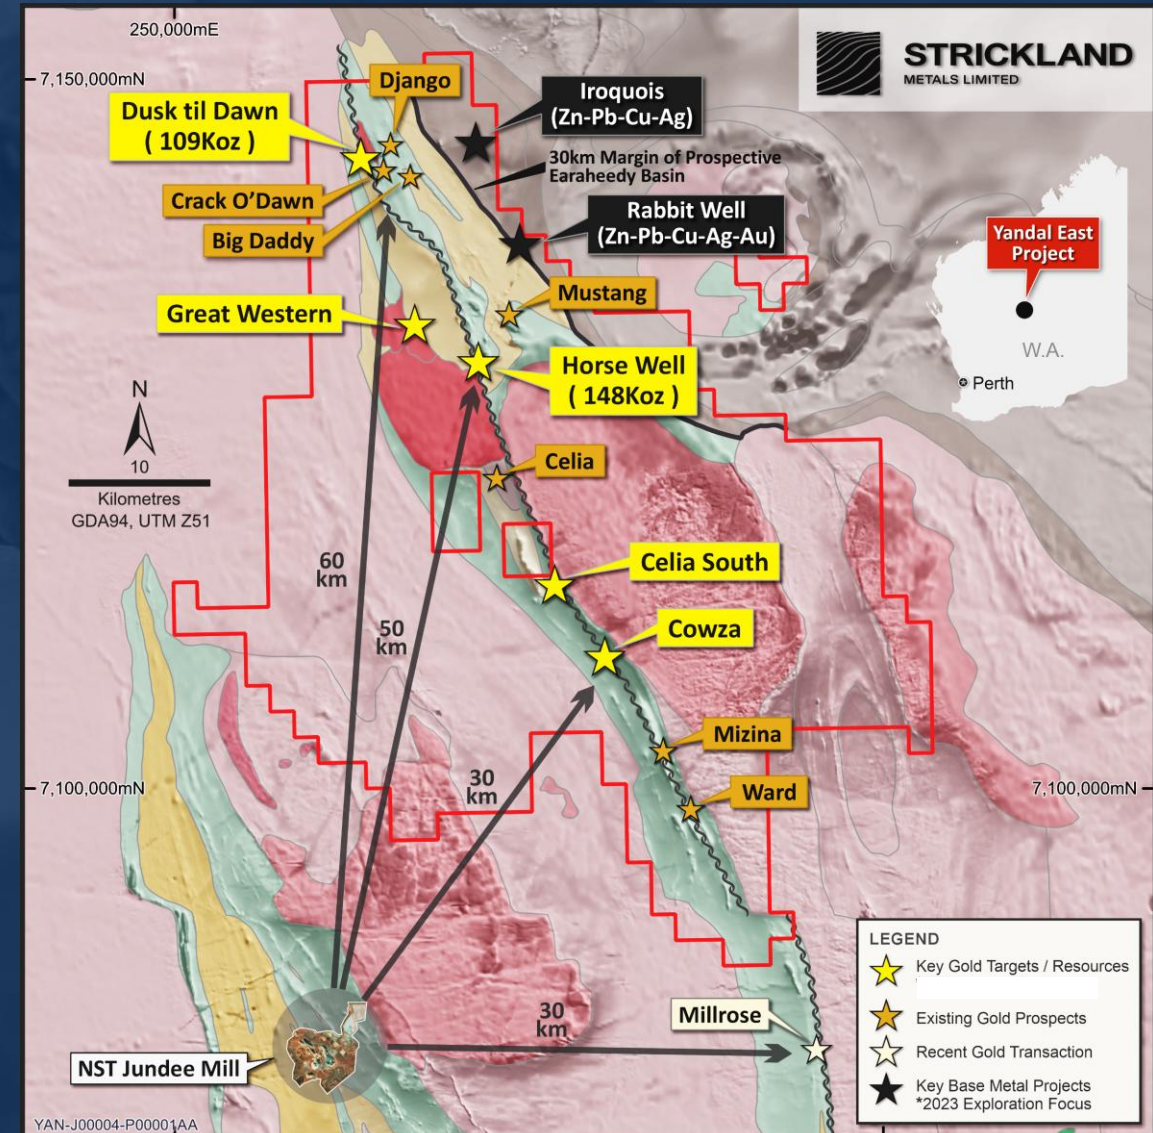 250,000mE
STRICKLAND
METALS LIMITED
7,150,000mN
Django
Iroquois
(Zn-Pb-Cu-Ag)
Dusk til Dawn
( 109Koz )
30km Margin of Prospective
Earaheedy Basin
Crack O'Dawn
Rabbit Well
(Zn-Pb-Cu-Ag-Au)
Big Daddy
Yandal East
Project
Mustang
Great Western
W.A.
Horse Well
( 148Koz )
Perth
N
10
Kilometres
GDA94, UTM Z51
Celia
60
km
Celia South
50
km
Cowza
Mizina
30
km
Ward
7,100,000mN
7,100,000mN
LEGEND
Key Gold Targets / Resources
Existing Gold Prospects
Recent Gold Transaction
Key Base Metal Projects
*2023 Exploration Focus
Millrose
30
km
NST Jundee Mill
YAN-J00004-P00001AA